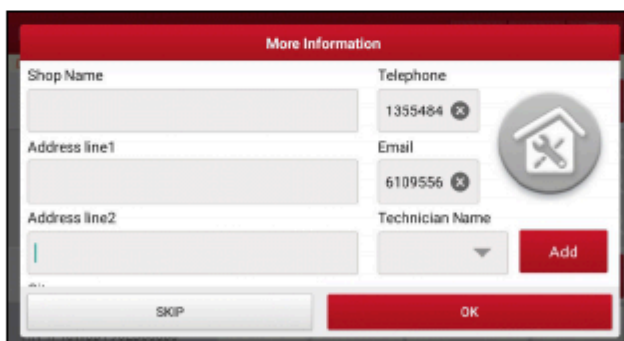 More Information
Shop Name
Telephone
1355484
Address line1
Email
6109556
Address line2
Technician Name
Add
SKIP
OK